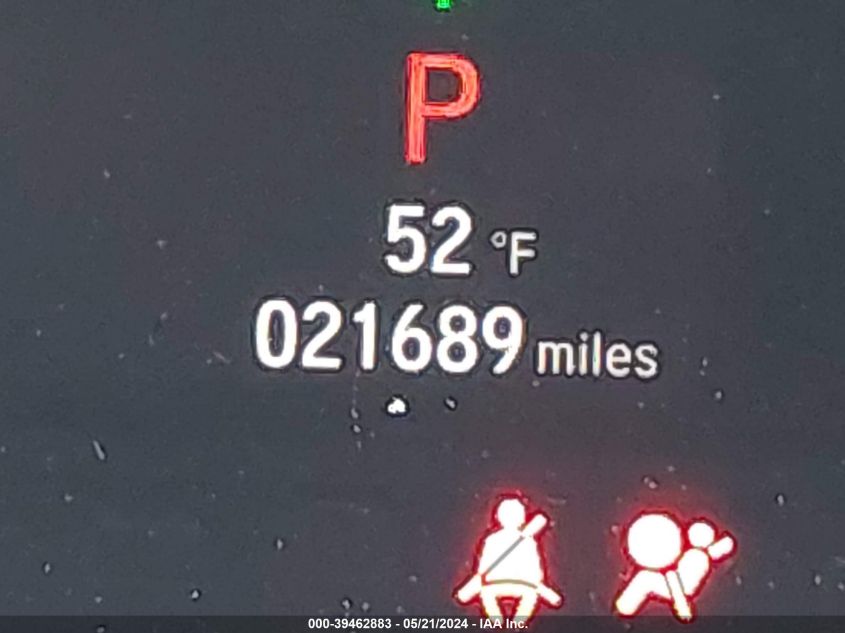 P
52 °F
021689 miles
000-39462883 - 05/21/2024 - IAA Inc.